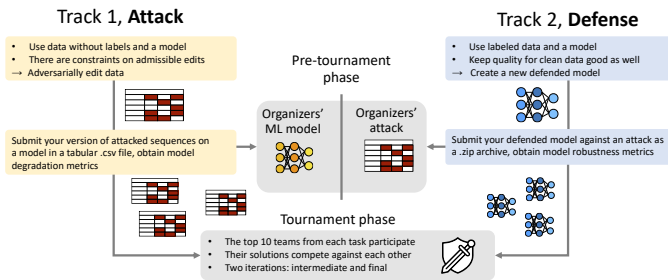 Track 1, Attack
Track 2, Defense
• Use data without labels and a model
• There are constraints on admissible edits
→ Adversarially edit data
Pre-tournament
phase
• Use labeled data and a model
• Keep quality for clean data good as well
→ Create a new defended model
Organizers'
ML model
Organizers'
attack
Submit your version of attacked sequences on
a model in a tabular .csv file, obtain model
degradation metrics
Submit your defended model against an attack as
a .zip archive, obtain model robustness metrics
Tournament phase
• The top 10 teams from each task participate
• Their solutions compete against each other
• Two iterations: intermediate and final